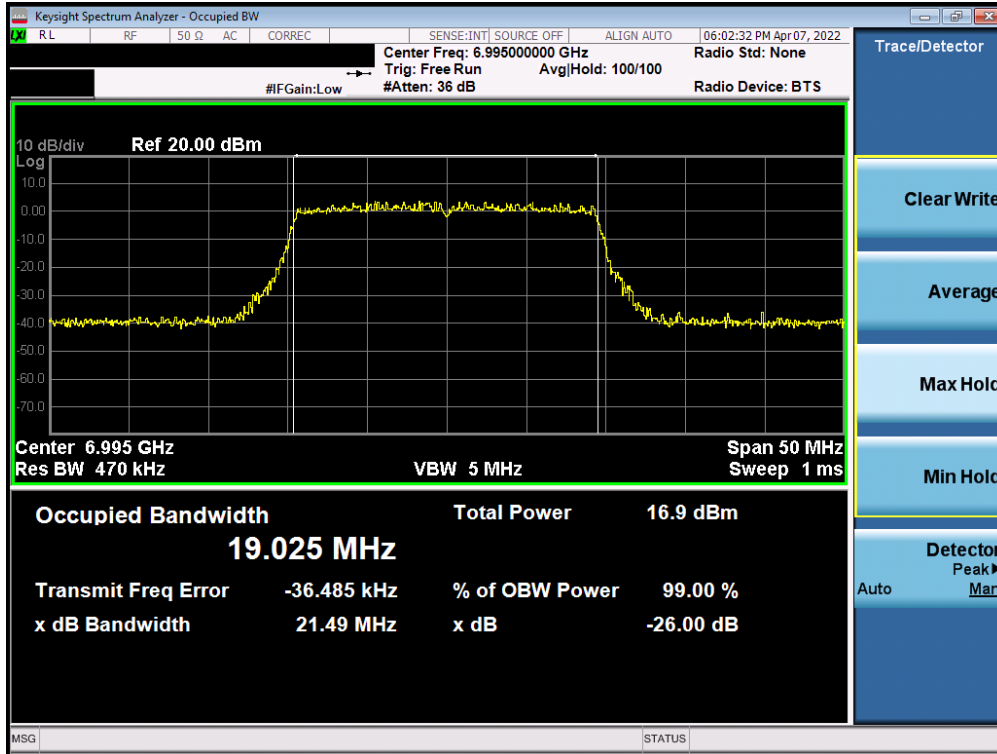 Keysight Spectrum Analyzer - Occupied BW
LXI RL RF 50 Ω AC CORREC SENSE:INT SOURCE OFF ALIGN AUTO 06:02:32 PM Apr 07, 2022
Center Freq: 6.995000000 GHz Radio Std: None
Trig: Free Run Avg|Hold: 100/100
#IFGain:Low #Atten: 36 dB Radio Device: BTS
10 dB/div Ref 20.00 dBm
Log
10.0
0.00
-10.0
-20.0
-30.0
-40.0
-50.0
-60.0
-70.0
Center 6.995 GHz Span 50 MHz
Res BW 470 kHz VBW 5 MHz Sweep 1 ms
Occupied Bandwidth Total Power 16.9 dBm
19.025 MHz
Transmit Freq Error -36.485 kHz % of OBW Power 99.00 %
x dB Bandwidth 21.49 MHz x dB -26.00 dB
MSG STATUS
Trace/Detector
Clear Write
Average
Max Hold
Min Hold
Detector
Peak▶
Auto Man